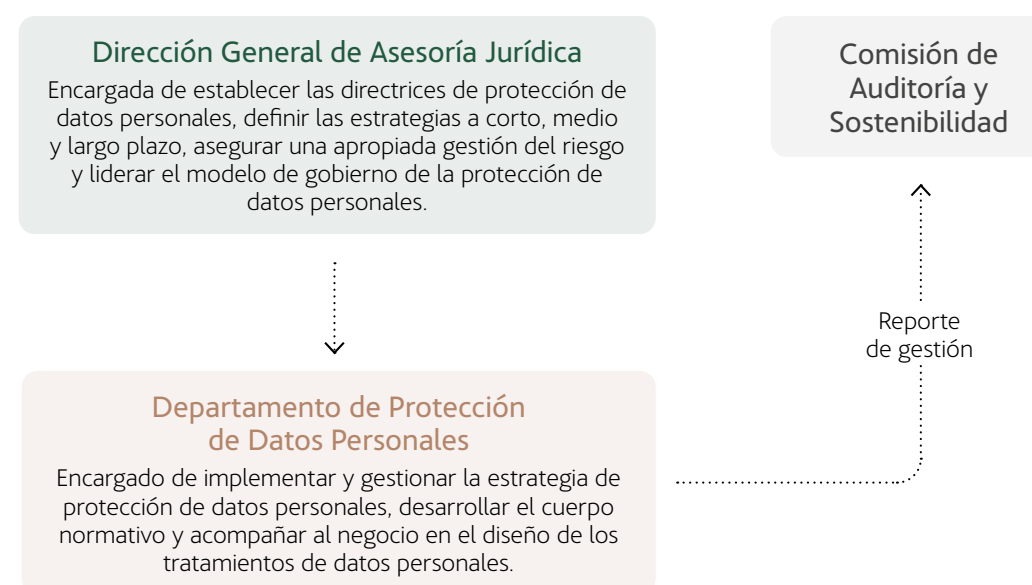 Dirección General de Asesoría Jurídica
Encargada de establecer las directrices de protección de
datos personales, definir las estrategias a corto, medio
y largo plazo, asegurar una apropiada gestión del riesgo
y liderar el modelo de gobierno de la protección de
datos personales.
Comisión de
Auditoría y
Sostenibilidad
Reporte
de gestión
Departamento de Protección
de Datos Personales
Encargado de implementar y gestionar la estrategia de
protección de datos personales, desarrollar el cuerpo
normativo y acompañar al negocio en el diseño de los
tratamientos de datos personales.